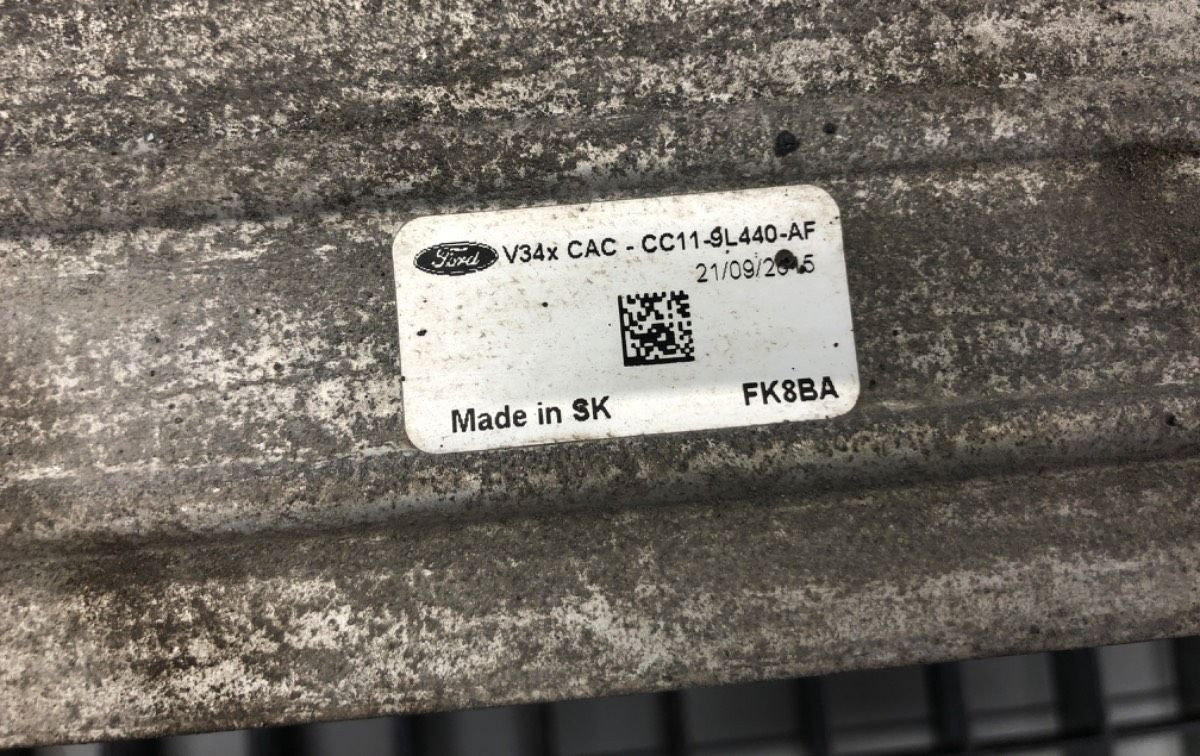 Ford V34x CAC - CC11-9L440-AF
21/09/2015
Made in SK
FK8BA